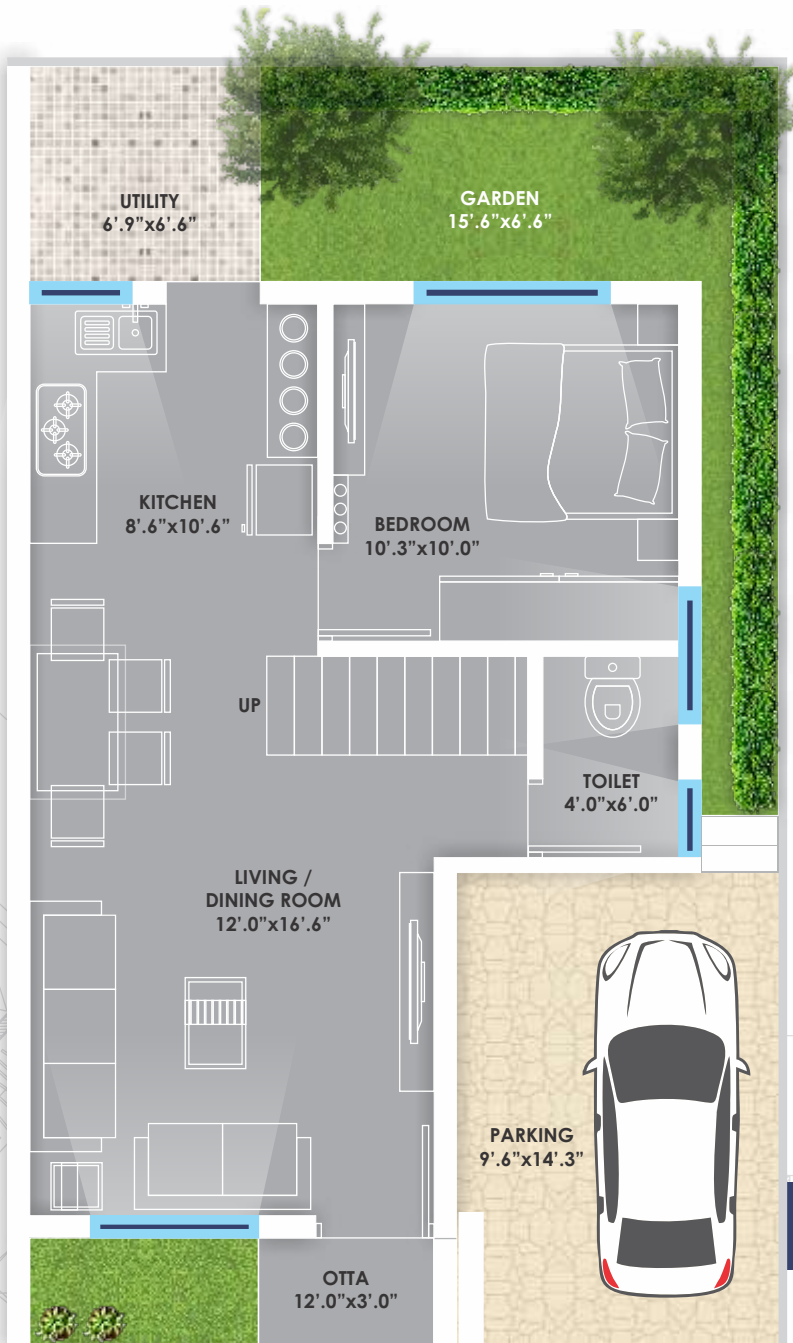 UTILITY
6’.9”x6’.6”
GARDEN
15’.6”x6’.6”
KITCHEN
8’.6”x10’.6”
BEDROOM
10’.3”x10’.0”
UP
TOILET
4’.0”x6’.0”
LIVING /
DINING ROOM
12’.0”x16’.6”
PARKING
9’.6”x14’.3”
OTTA
12’.0”x3’.0”